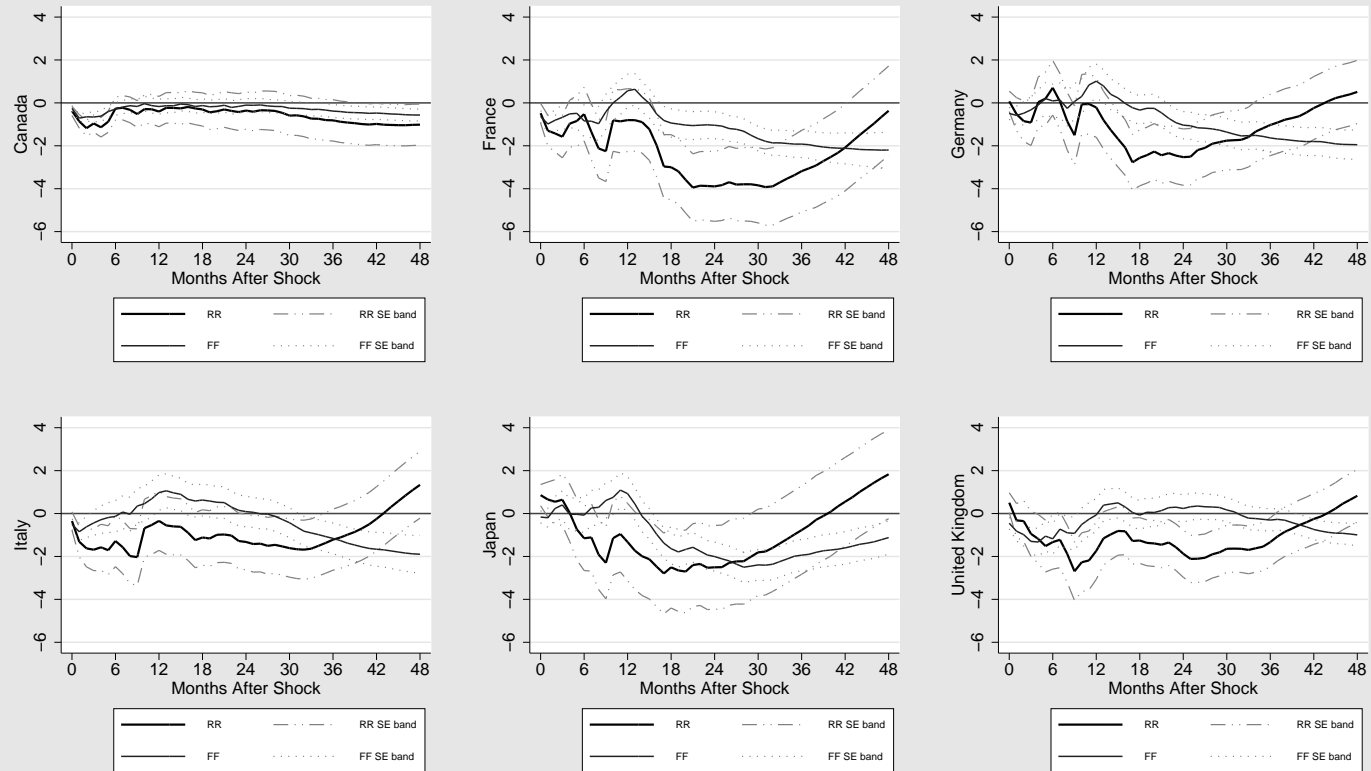 Canada
4
2
0
−2
−4
−6
0 6 12 18 24 30 36 42 48
Months After Shock
RR RR SE band
FF FF SE band
France
4
2
0
−2
−4
−6
0 6 12 18 24 30 36 42 48
Months After Shock
RR RR SE band
FF FF SE band
Germany
4
2
0
−2
−4
−6
0 6 12 18 24 30 36 42 48
Months After Shock
RR RR SE band
FF FF SE band
Italy
4
2
0
−2
−4
−6
0 6 12 18 24 30 36 42 48
Months After Shock
RR RR SE band
FF FF SE band
Japan
4
2
0
−2
−4
−6
0 6 12 18 24 30 36 42 48
Months After Shock
RR RR SE band
FF FF SE band
United Kingdom
4
2
0
−2
−4
−6
0 6 12 18 24 30 36 42 48
Months After Shock
RR RR SE band
FF FF SE band